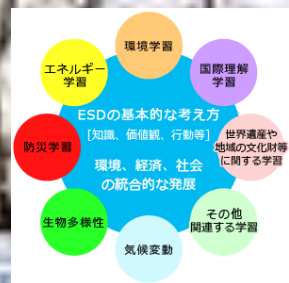 環境学習
エネルギー
学習
国際理解
学習
ESDの基本的な考え方
[知識、価値観、行動等]
環境、経済、社会
の統合的な発展
防災学習
世界遺産や
地域の文化財等
に関する学習
生物多様性
その他
関連する学習
気候変動